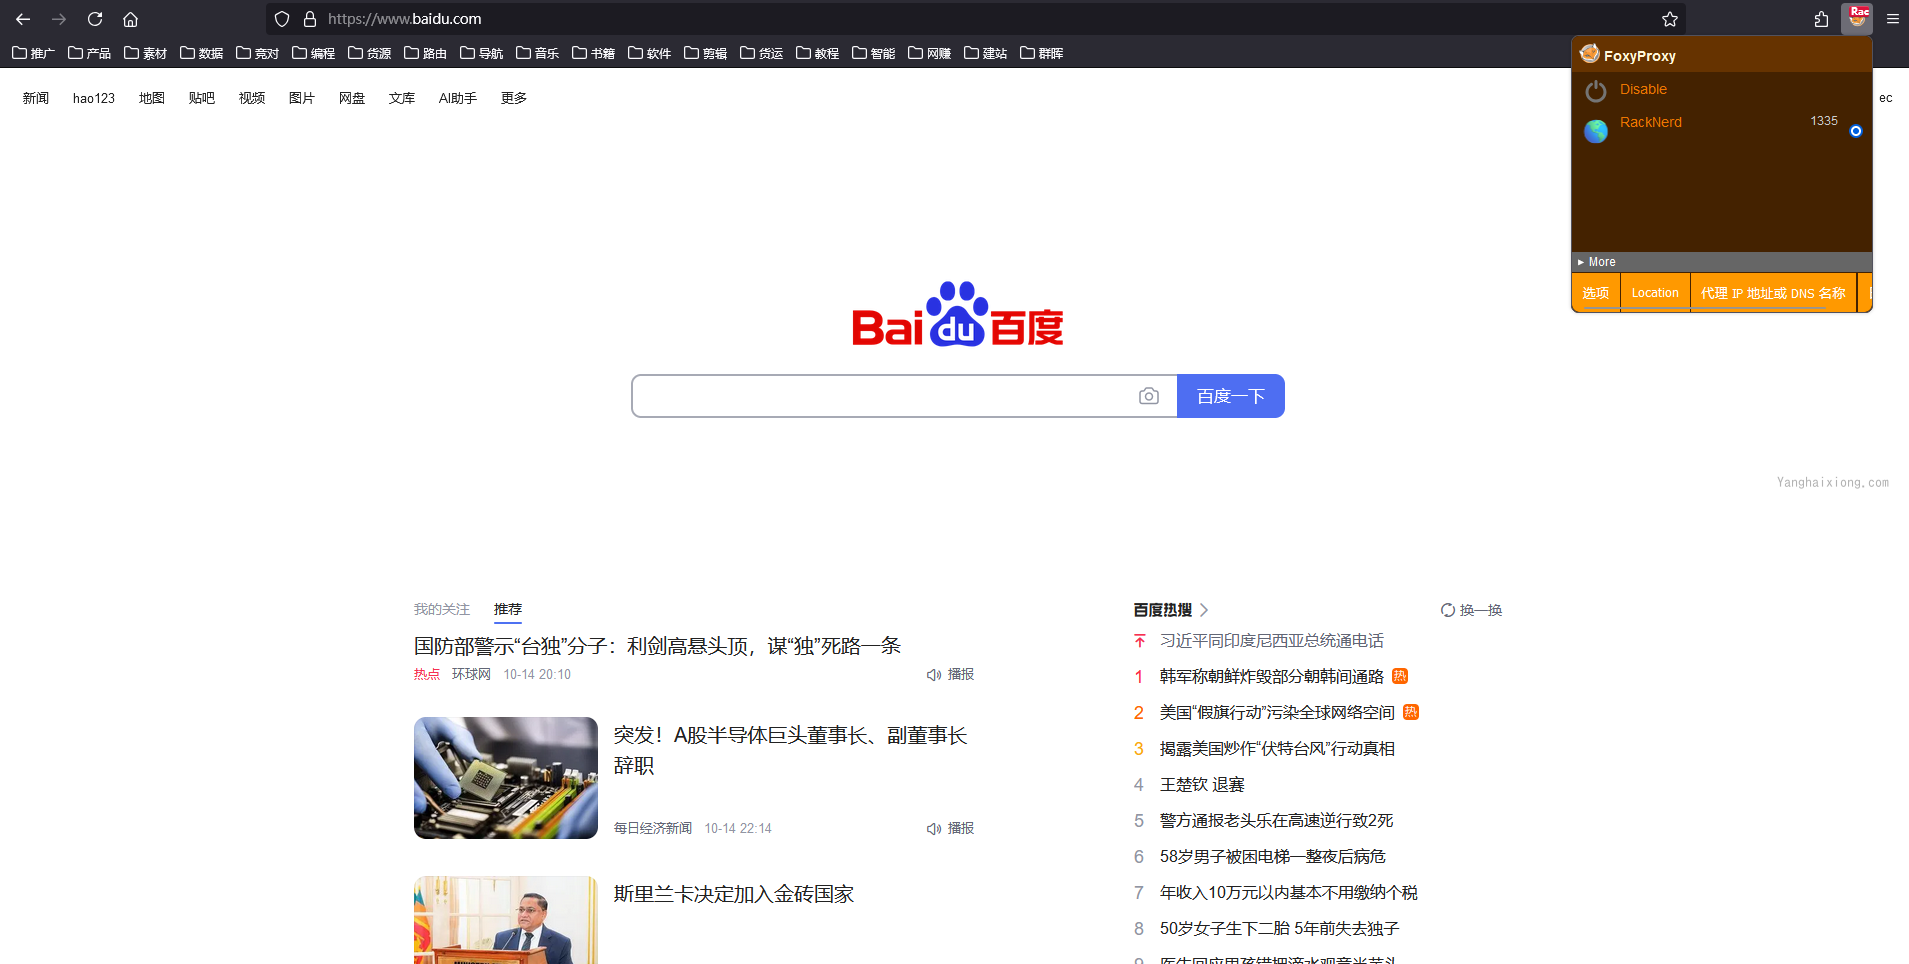 https://www.baidu.com
Rac
推广 产品 素材 数据 竞对 编程 货源 路由 导航 音乐 书籍 软件 剪辑 货运 教程 智能 网赚 建站 群晖
FoxyProxy
Disable
RackNerd 1335
More
选项 Location 代理 IP 地址或 DNS 名称
新闻 hao123 地图 贴吧 视频 图片 网盘 文库 AI助手 更多
ec
Bai du 百度
百度一下
Yanghaixiong.com
我的关注 推荐
国防部警示“台独”分子：利剑高悬头顶，谋“独”死路一条
热点 环球网 10-14 20:10 播报
突发！A股半导体巨头董事长、副董事长
辞职
每日经济新闻 10-14 22:14 播报
斯里兰卡决定加入金砖国家
百度热搜 换一换
习近平同印度尼西亚总统通电话
1 韩军称朝鲜炸毁部分朝韩间通路 热
2 美国“假旗行动”污染全球网络空间 热
3 揭露美国炒作“伏特台风”行动真相
4 王楚钦 退赛
5 警方通报老头乐在高速逆行致2死
6 58岁男子被困电梯一整夜后病危
7 年收入10万元以内基本不用缴纳个税
8 50岁女子生下二胎 5年前失去独子